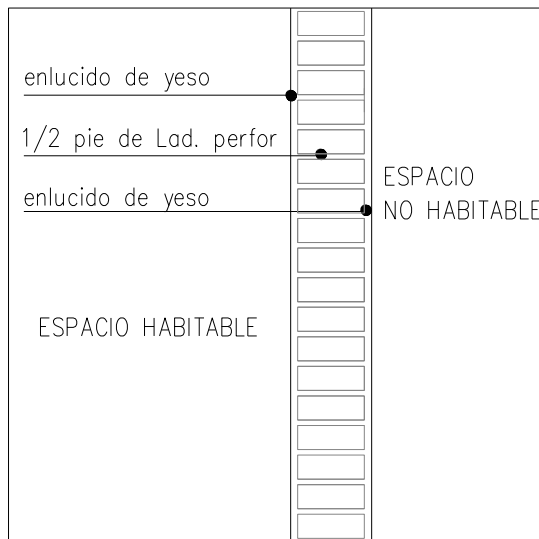 enlucido de yeso
1/2 pie de Lad. perfor
enlucido de yeso
ESPACIO
NO HABITABLE
ESPACIO HABITABLE